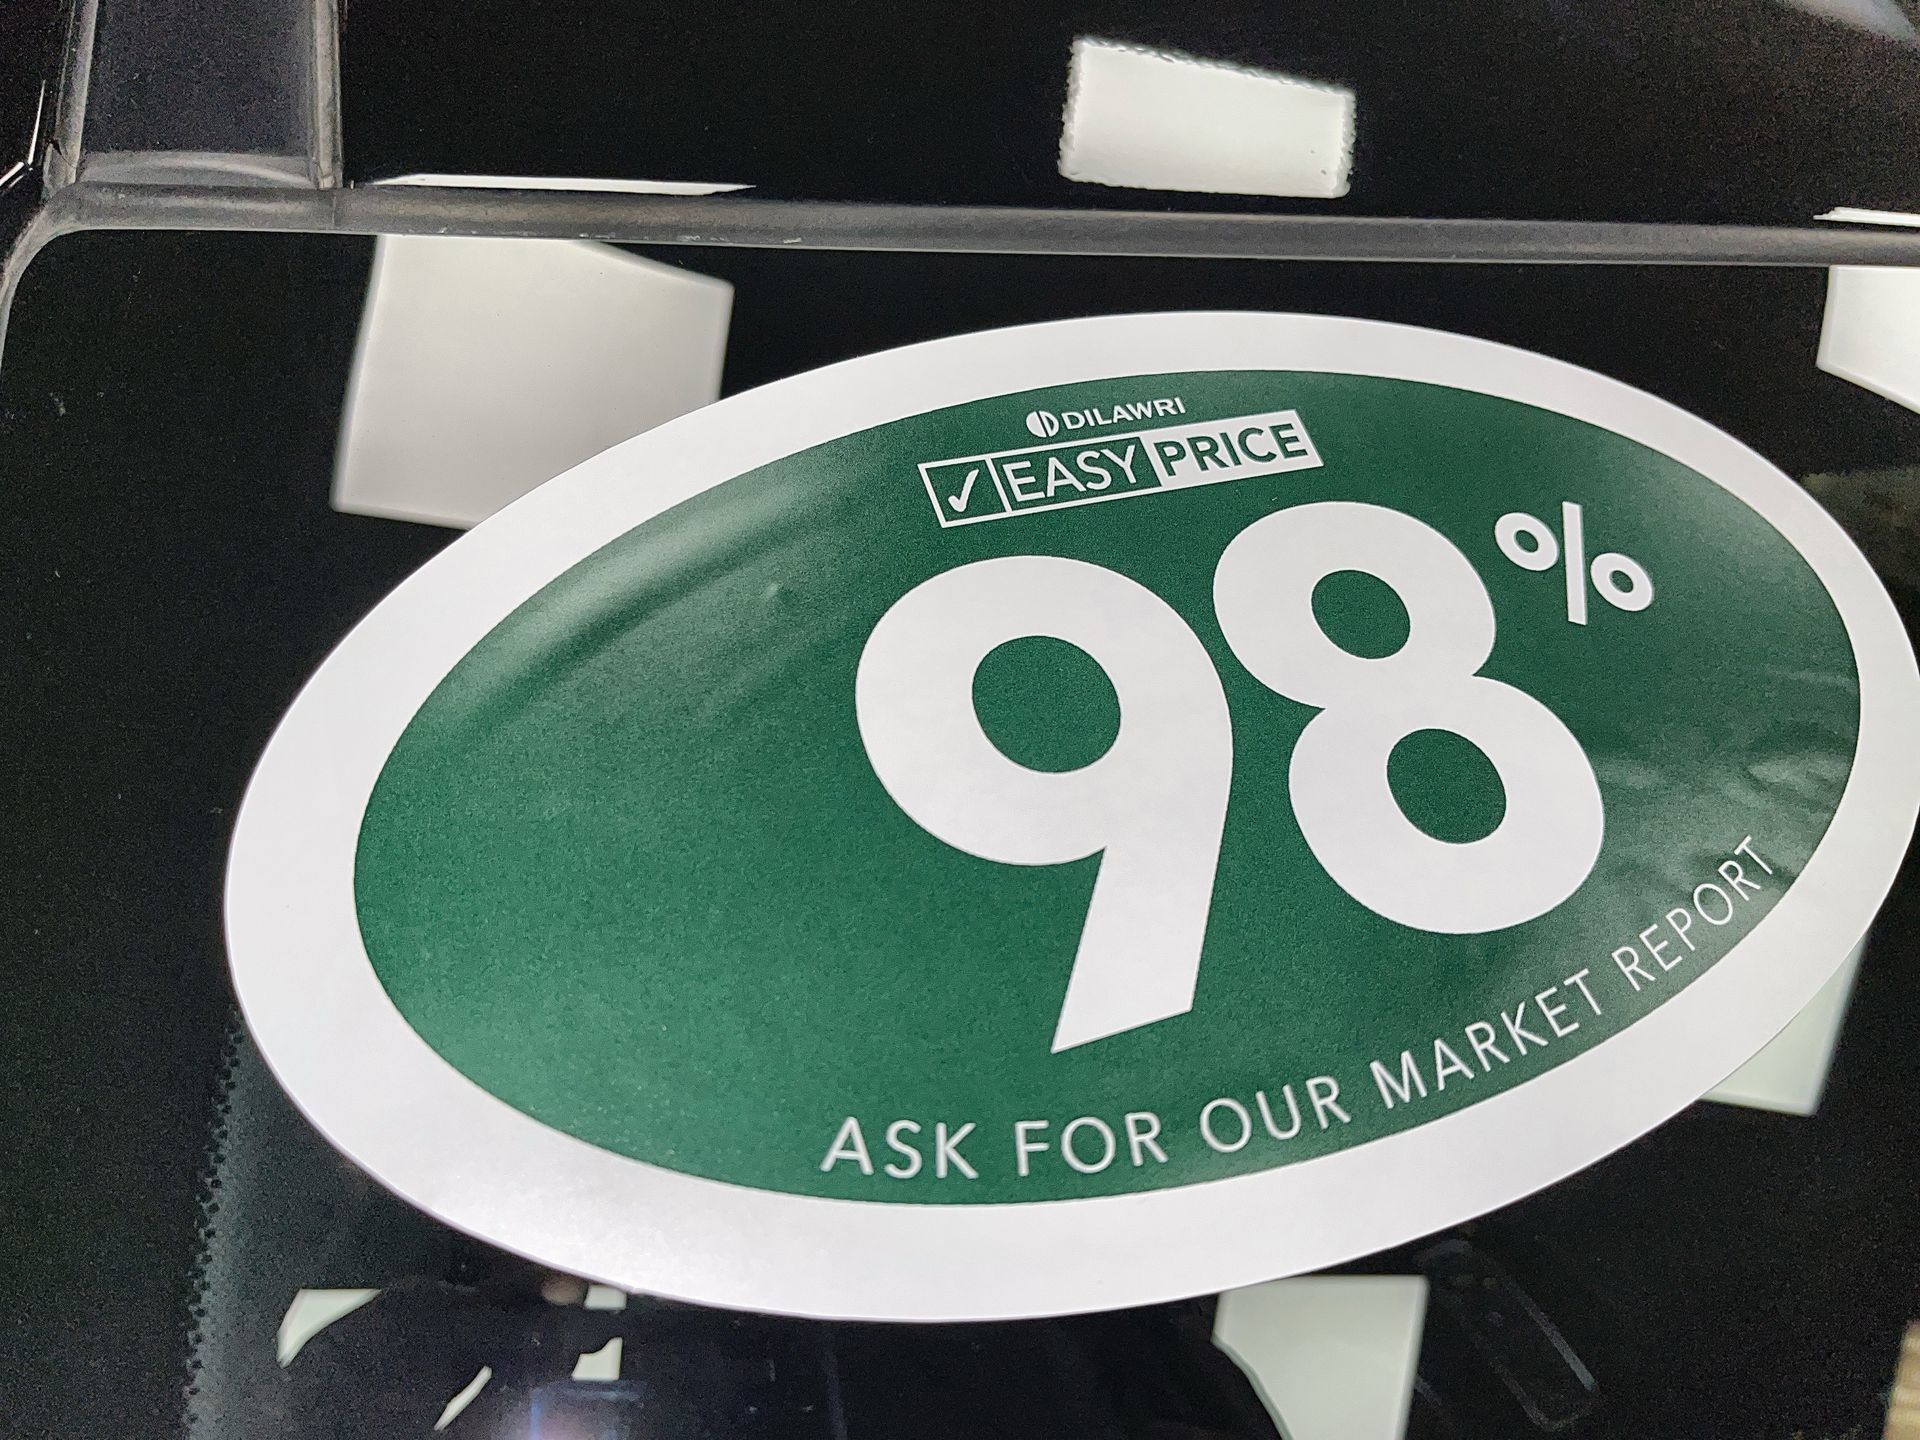 DILAWRI
✓ EASY PRICE
98%
ASK FOR OUR MARKET REPORT